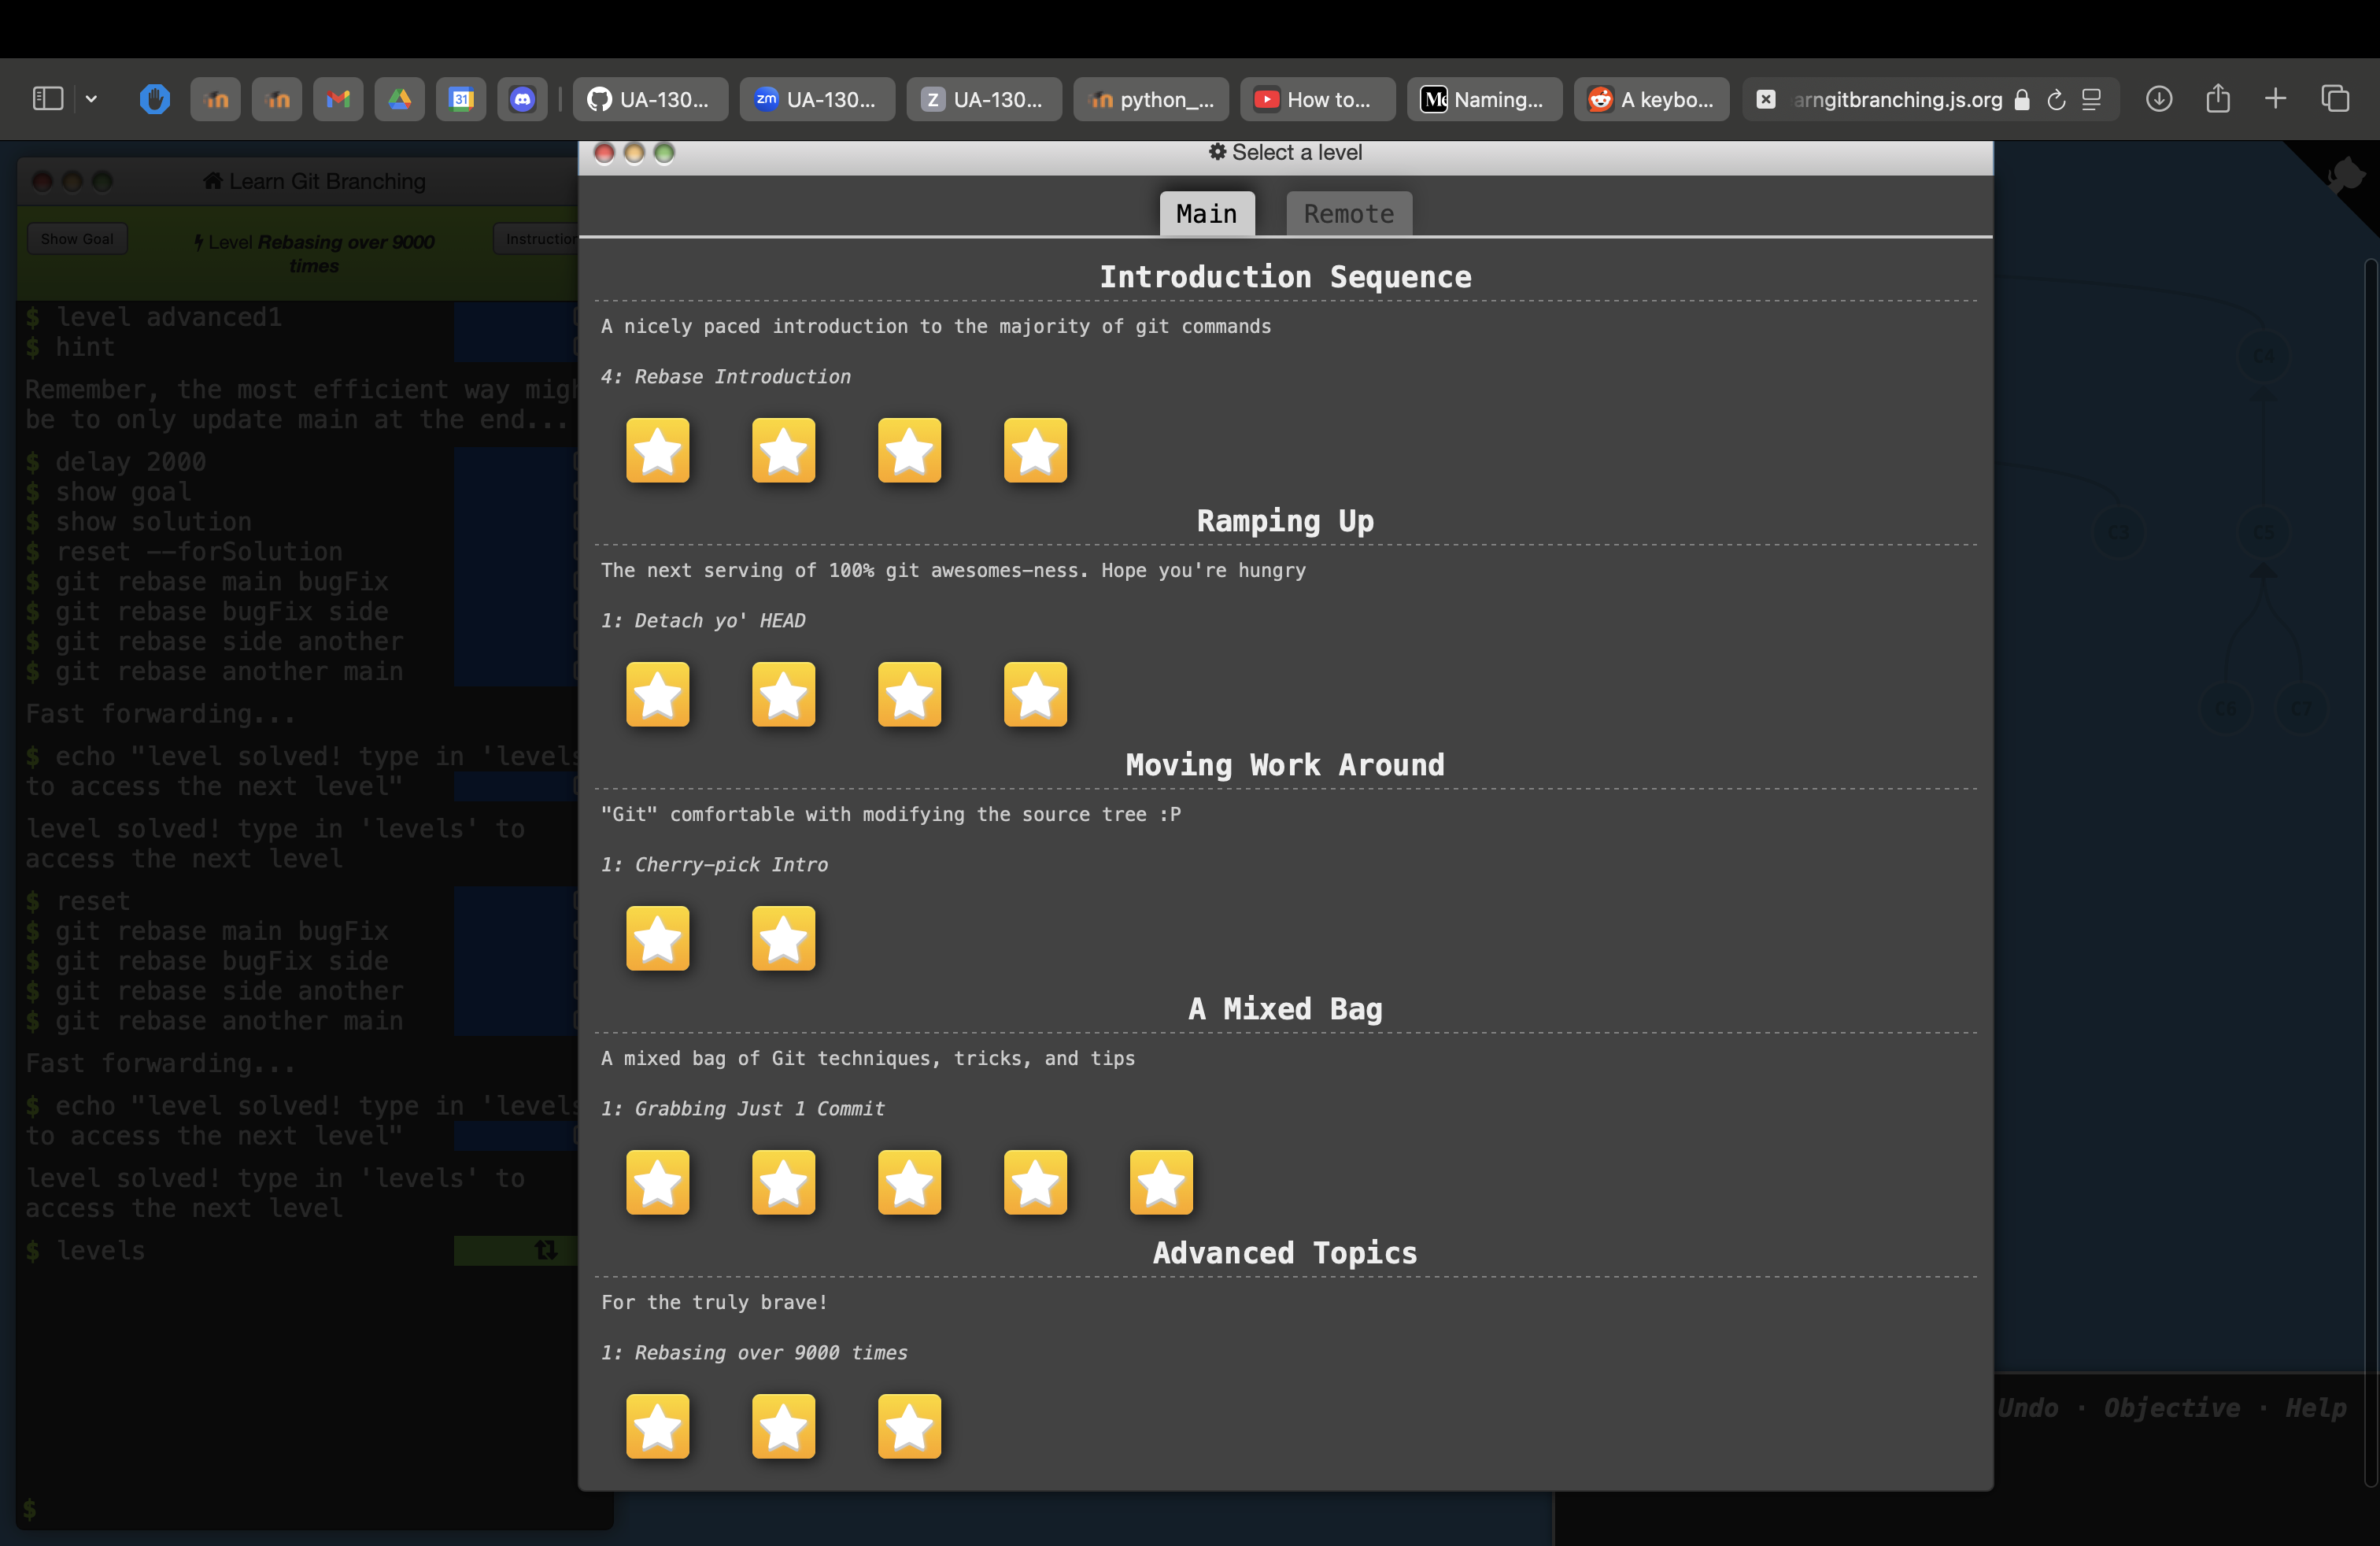 UA-130...
UA-130...
UA-130...
python_...
How to...
Naming...
A keybo...
arngitbranching.js.org
Select a level
Main
Remote
Introduction Sequence
A nicely paced introduction to the majority of git commands
4: Rebase Introduction
Ramping Up
The next serving of 100% git awesomes-ness. Hope you're hungry
1: Detach yo' HEAD
Moving Work Around
"Git" comfortable with modifying the source tree :P
1: Cherry-pick Intro
A Mixed Bag
A mixed bag of Git techniques, tricks, and tips
1: Grabbing Just 1 Commit
Advanced Topics
For the truly brave!
1: Rebasing over 9000 times
Learn Git Branching
Show Goal
Level Rebasing over 9000
times
$ level advanced1
$ hint
Remember, the most efficient way
be to only update main at the end...
$ delay 2000
$ show goal
$ show solution
$ reset --forSolution
$ git rebase main bugFix
$ git rebase bugFix side
$ git rebase side another
$ git rebase another main
Fast forwarding...
$ echo "level solved! type in 'levels
to access the next level"
level solved! type in 'levels' to
access the next level
$ reset
$ git rebase main bugFix
$ git rebase bugFix side
$ git rebase side another
$ git rebase another main
Fast forwarding...
$ echo "level solved! type in 'levels
to access the next level"
level solved! type in 'levels' to
access the next level
$ levels
$
C4
C3
C5
C6
C7
Undo · Objective · Help